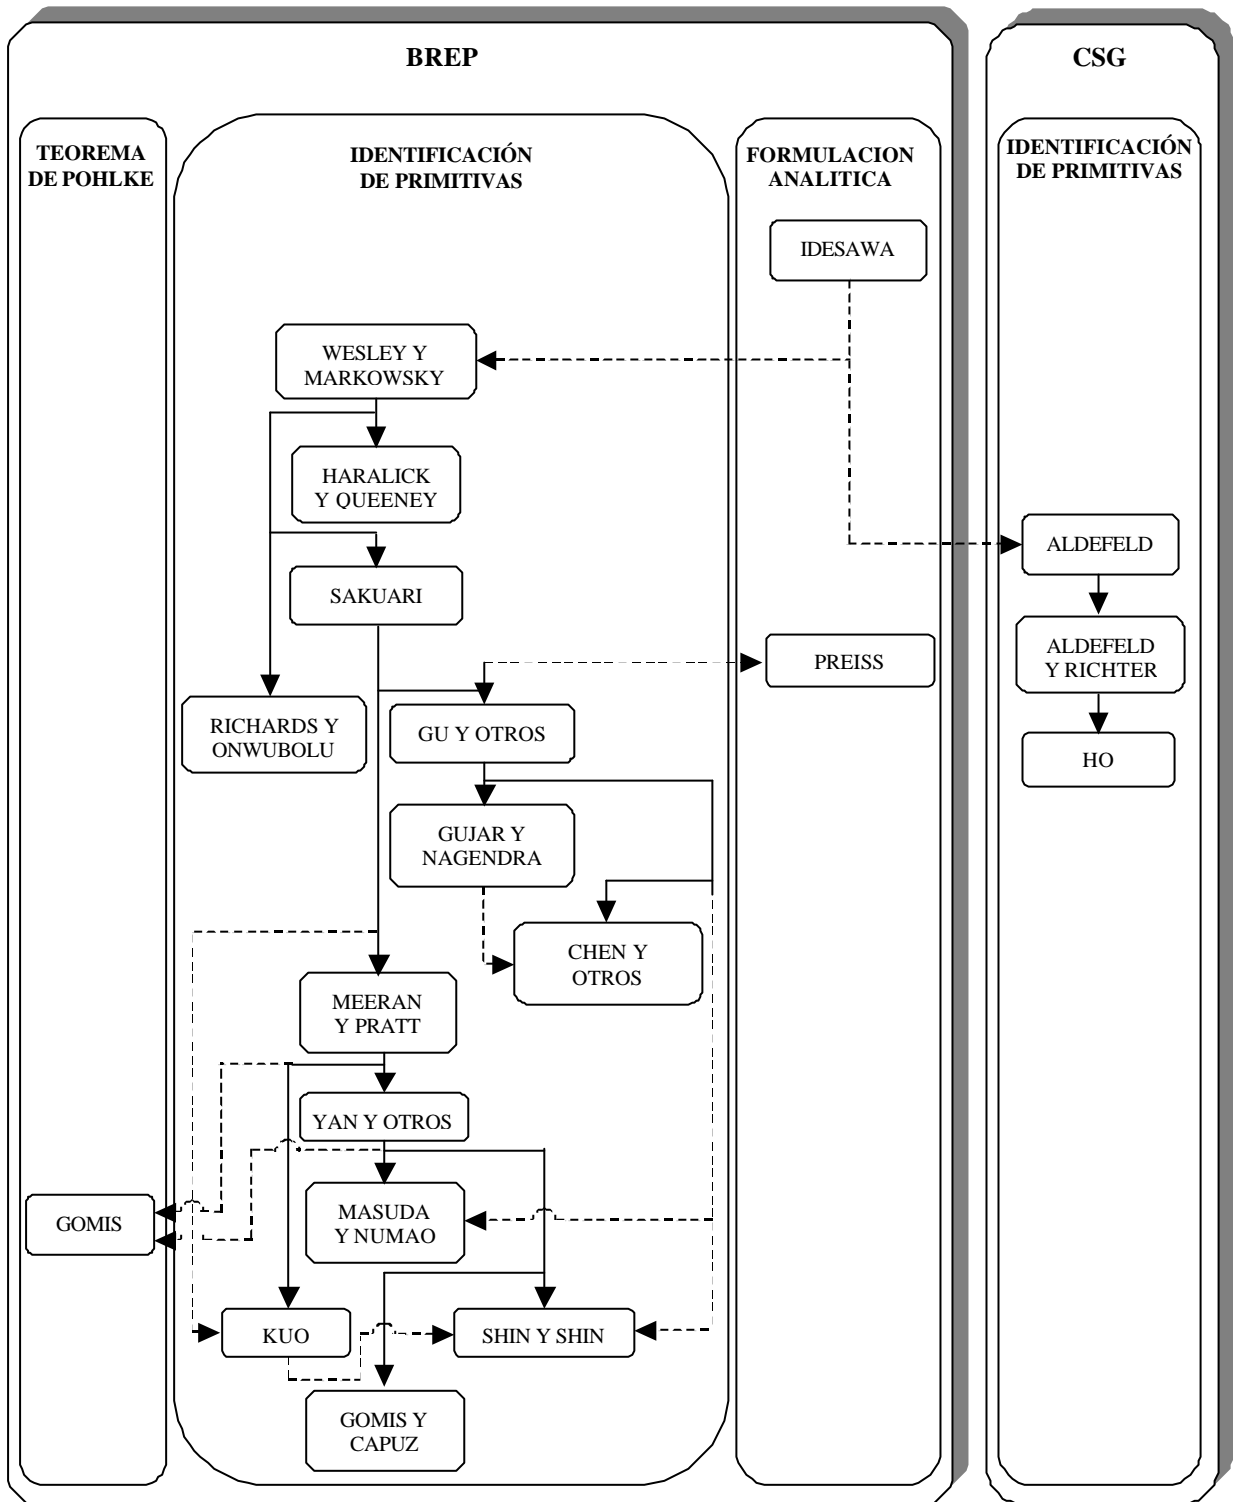 BREP
CSG
TEOREMA
DE POHLKE
IDENTIFICACIÓN
DE PRIMITIVAS
FORMULACION
ANALITICA
IDENTIFICACIÓN
DE PRIMITIVAS
IDESAWA
WESLEY Y
MARKOWSKY
HARALICK
Y QUEENEY
ALDEFELD
SAKUARI
PREISS
ALDEFELD
Y RICHTER
RICHARDS Y
ONWUBOLU
GU Y OTROS
HO
GUJAR Y
NAGENDRA
CHEN Y
OTROS
MEERAN
Y PRATT
YAN Y OTROS
GOMIS
MASUDA
Y NUMAO
KUO
SHIN Y SHIN
GOMIS Y
CAPUZ